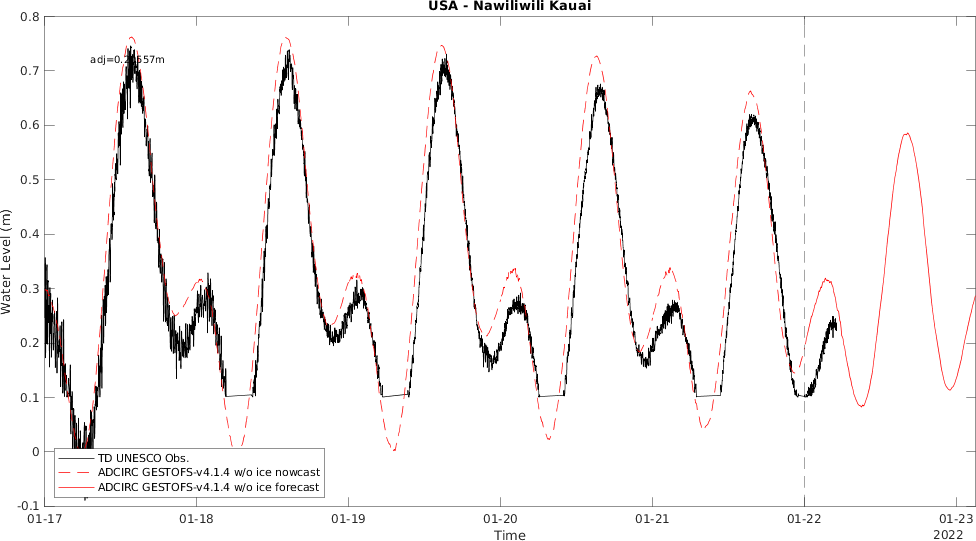 USA - Nawiliwili Kauai
0.8
0.7
0.6
0.5
0.4
0.3
0.2
0.1
0
-0.1
Water Level (m)
TD UNESCO Obs.
ADCIRC GESTOFS-v4.1.4 w/o ice nowcast
ADCIRC GESTOFS-v4.1.4 w/o ice forecast
01-17 01-18 01-19 01-20 01-21 01-22 01-23
Time
2022